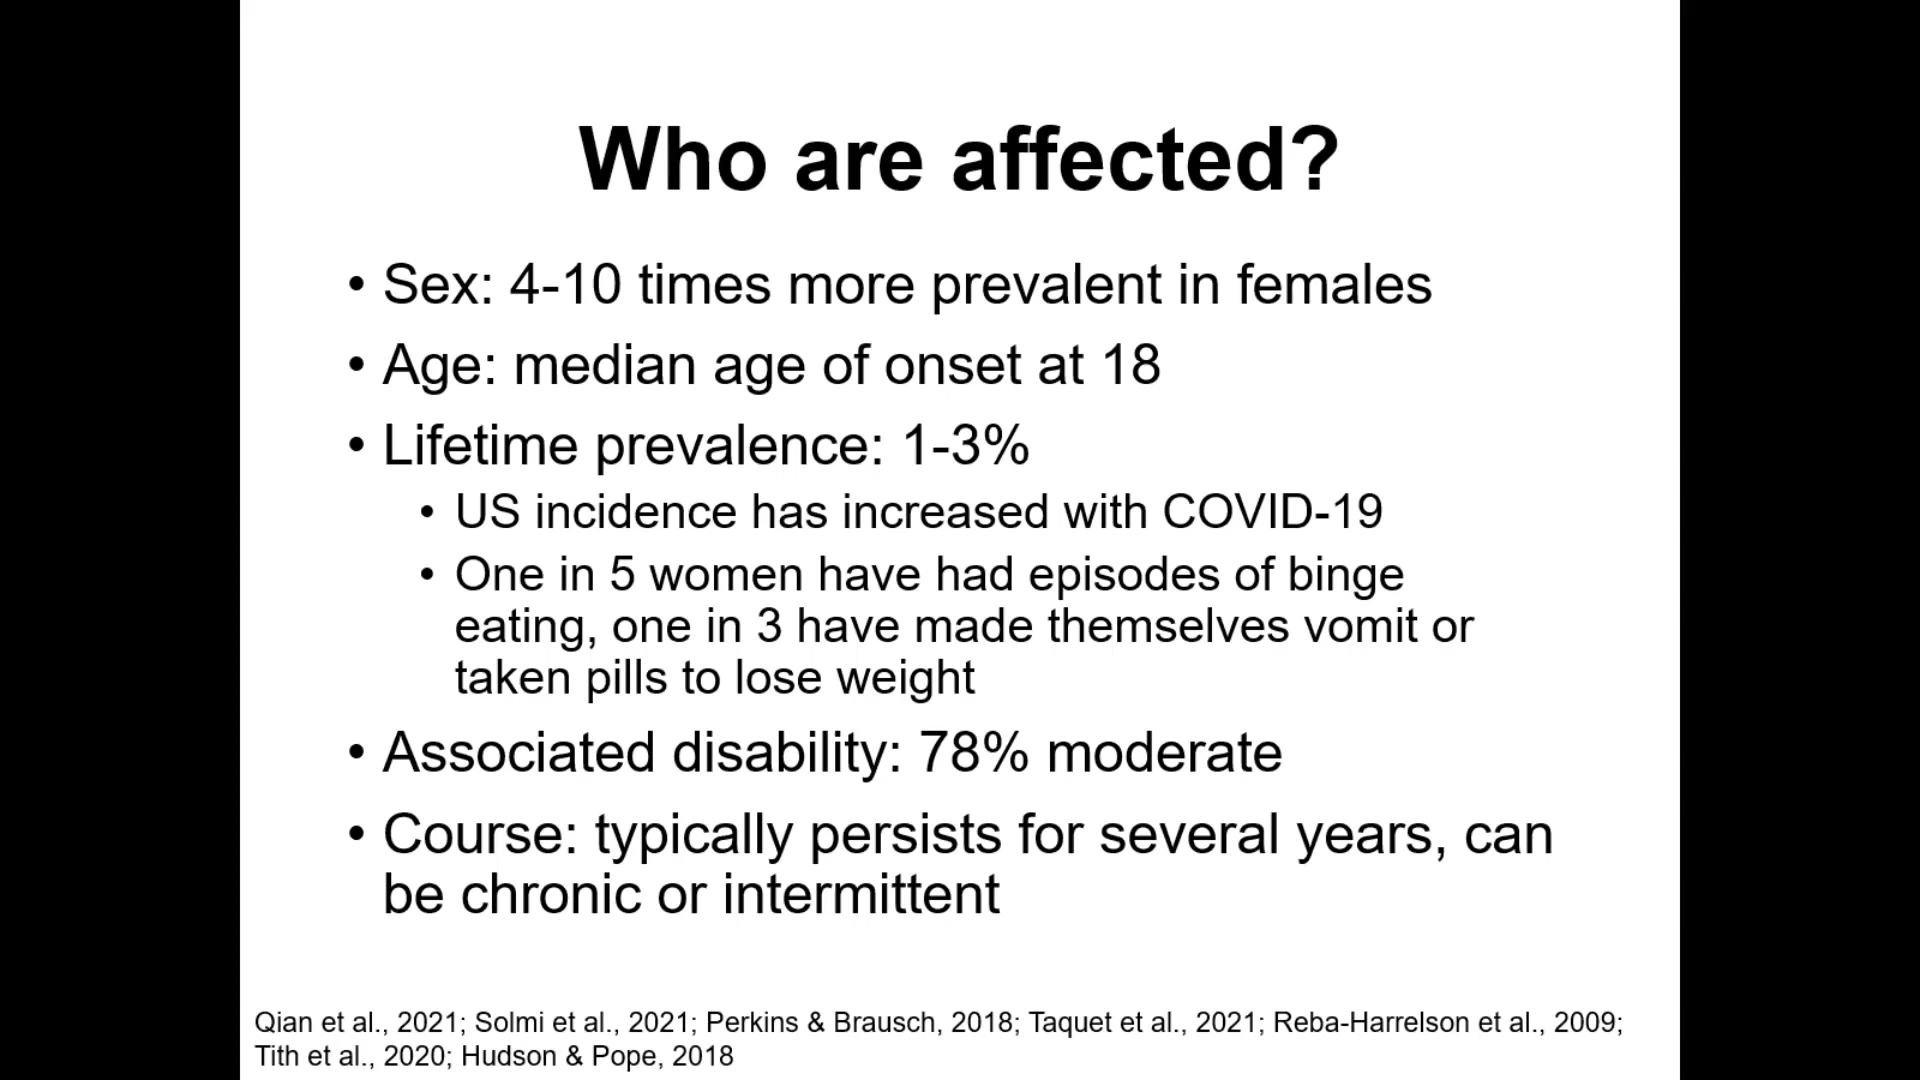 Who are affected?
• Sex: 4-10 times more prevalent in females
• Age: median age of onset at 18
• Lifetime prevalence: 1-3%
• US incidence has increased with COVID-19
• One in 5 women have had episodes of binge
eating, one in 3 have made themselves vomit or
taken pills to lose weight
• Associated disability: 78% moderate
• Course: typically persists for several years, can
be chronic or intermittent
Qian et al., 2021; Solmi et al., 2021; Perkins & Brausch, 2018; Taquet et al., 2021; Reba-Harrelson et al., 2009;
Tith et al., 2020; Hudson & Pope, 2018